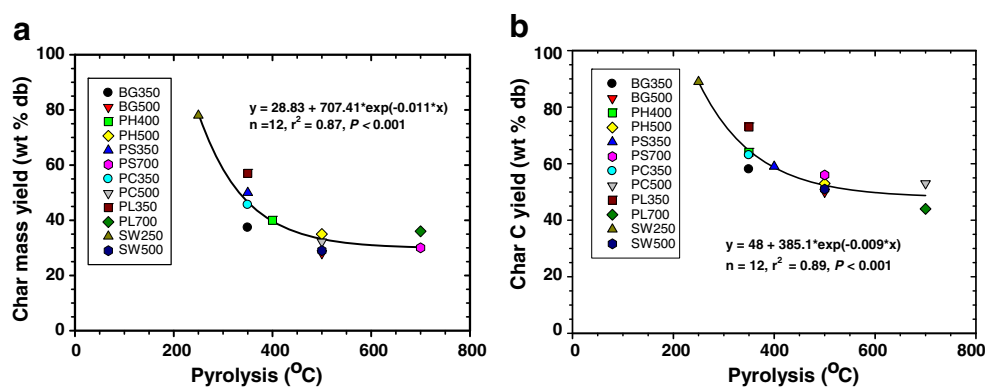 a
Char mass yield (wt % db)
100
80
60
40
20
0
BG350
BG500
PH400
PH500
PS350
PS700
PC350
PC500
PL350
PL700
SW250
SW500
y = 28.83 + 707.41*exp(-0.011*x)
n =12, r² = 0.87, P < 0.001
0 200 400 600 800
Pyrolysis (OC)
b
Char C yield (wt % db)
100
80
60
40
20
0
BG350
BG500
PH400
PH500
PS350
PS700
PC350
PC500
PL350
PL700
SW250
SW500
y = 48 + 385.1*exp(-0.009*x)
n = 12, r² = 0.89, P < 0.001
0 200 400 600 800
Pyrolysis (OC)